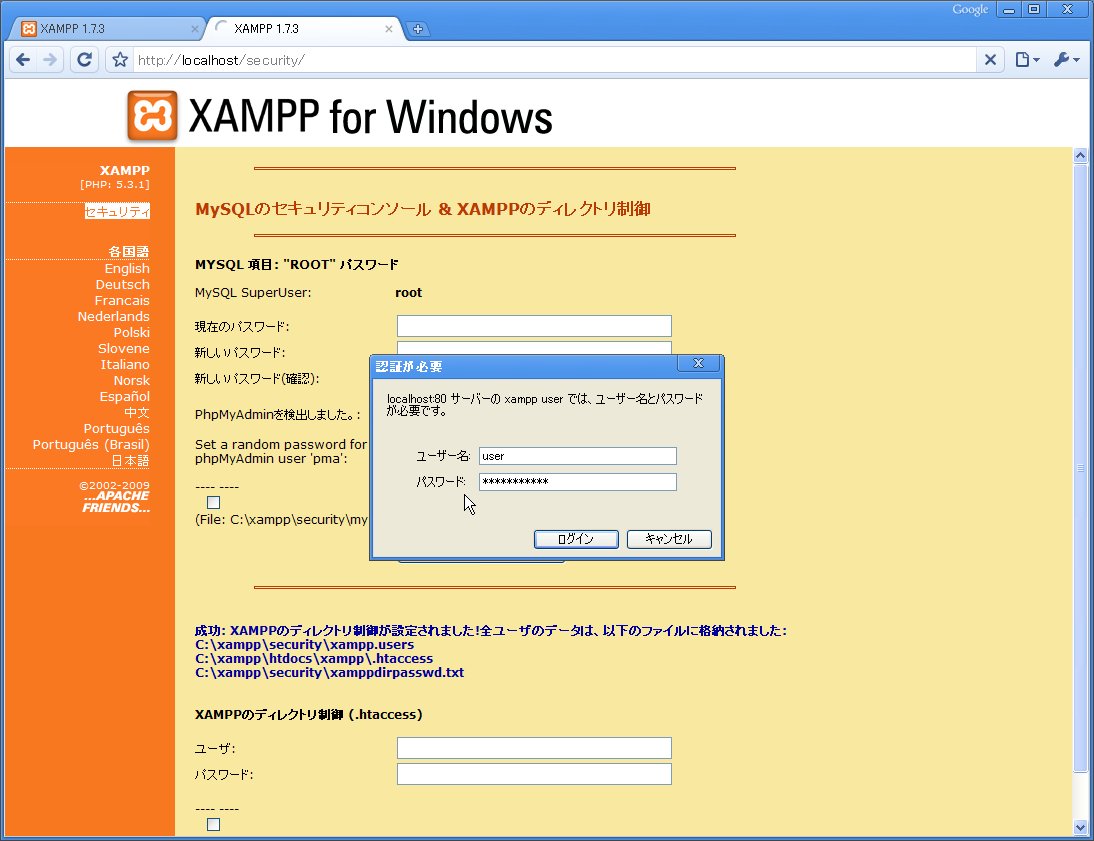 Google
XAMPP 1.7.3
XAMPP 1.7.3
http://localhost/security/
XAMPP for Windows
XAMPP
[PHP: 5.3.1]
セキュリティ
各国語
English
Deutsch
Francais
Nederlands
Polski
Slovene
Italiano
Norsk
Español
中文
Português
Português (Brasil)
日本語
©2002-2009
...APACHE
FRIENDS...
MySQLのセキュリティコンソール & XAMPPのディレクトリ制御
MYSQL 項目: "ROOT" パスワード
MySQL SuperUser: root
現在のパスワード:
新しいパスワード:
新しいパスワード(確認):
PhpMyAdminを検出しました。:
Set a random password for
phpMyAdmin user 'pma':
---- ----
(File: C:\xampp\security\my
認証が必要
localhost:80 サーバーの xampp user では、ユーザー名とパスワード
が必要です。
ユーザー名: user
パスワード: ***********
ログイン キャンセル
成功: XAMPPのディレクトリ制御が設定されました!全ユーザのデータは、以下のファイルに格納されました:
C:\xampp\security\xampp.users
C:\xampp\htdocs\xampp\.htaccess
C:\xampp\security\xamppdirpasswd.txt
XAMPPのディレクトリ制御 (.htaccess)
ユーザ:
パスワード:
---- ----